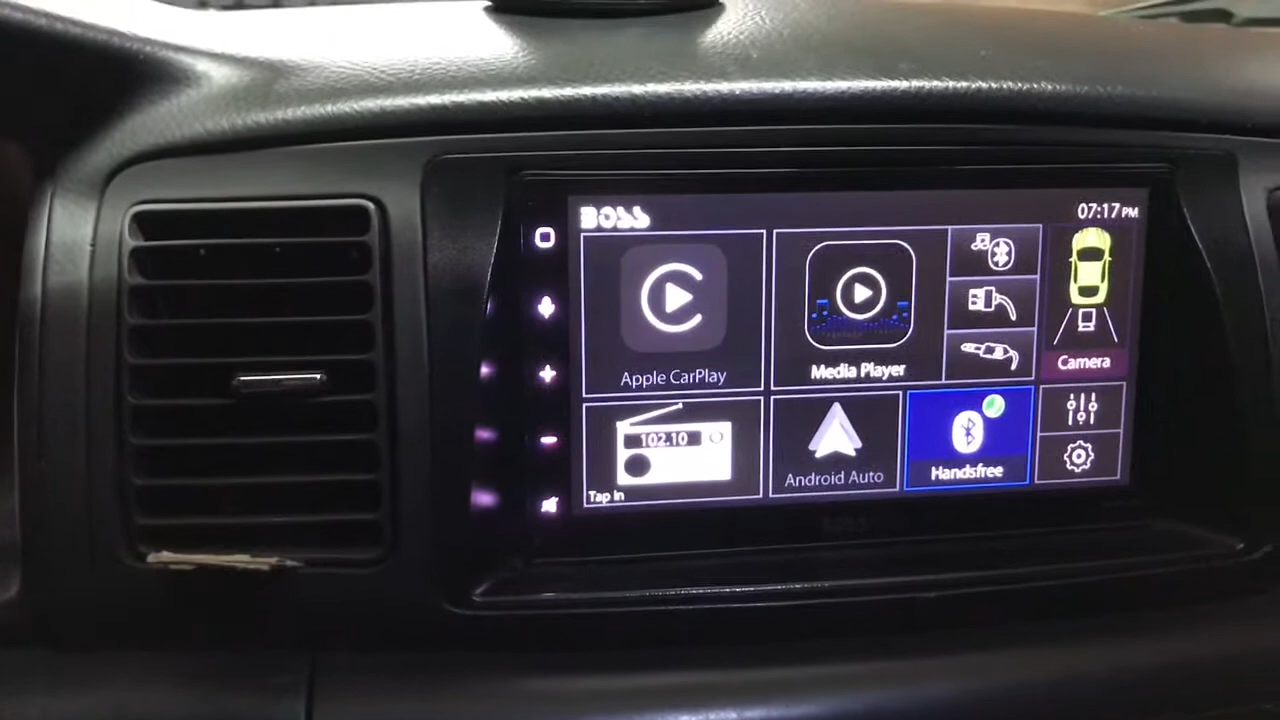 BOSS
07:17 PM
Apple CarPlay
Media Player
Camera
102.10
Tap In
Android Auto
Handsfree